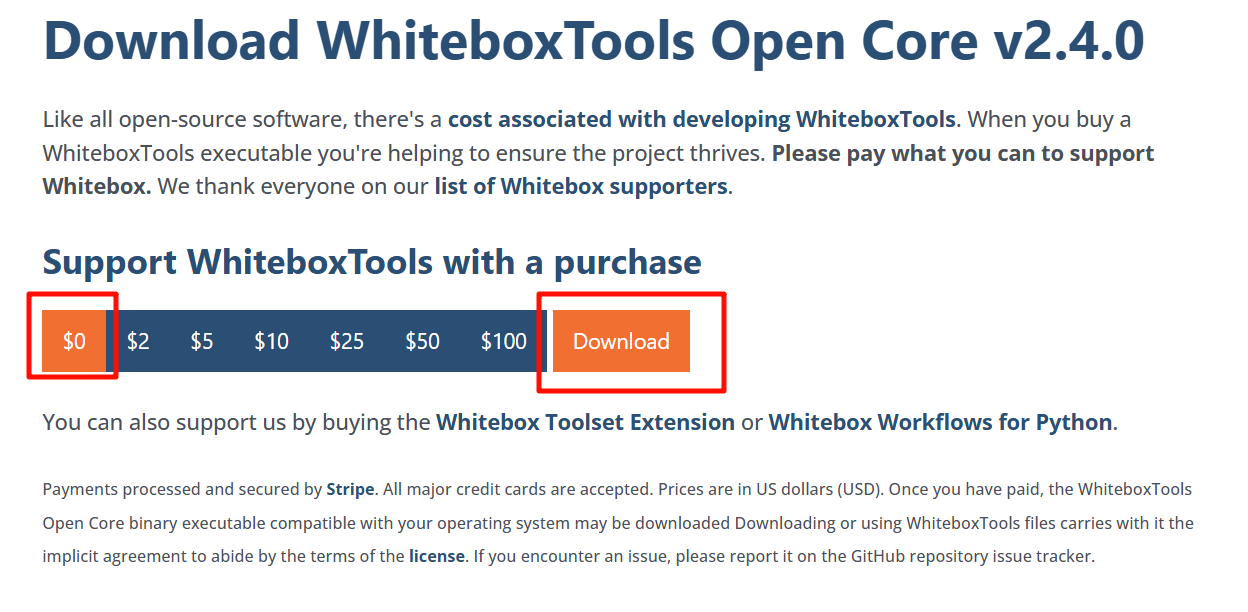 Download WhiteboxTools Open Core v2.4.0
Like all open-source software, there's a cost associated with developing WhiteboxTools. When you buy a
WhiteboxTools executable you're helping to ensure the project thrives. Please pay what you can to support
Whitebox. We thank everyone on our list of Whitebox supporters.
Support WhiteboxTools with a purchase
$0 $2 $5 $10 $25 $50 $100 Download
You can also support us by buying the Whitebox Toolset Extension or Whitebox Workflows for Python.
Payments processed and secured by Stripe. All major credit cards are accepted. Prices are in US dollars (USD). Once you have paid, the WhiteboxTools
Open Core binary executable compatible with your operating system may be downloaded Downloading or using WhiteboxTools files carries with it the
implicit agreement to abide by the terms of the license. If you encounter an issue, please report it on the GitHub repository issue tracker.